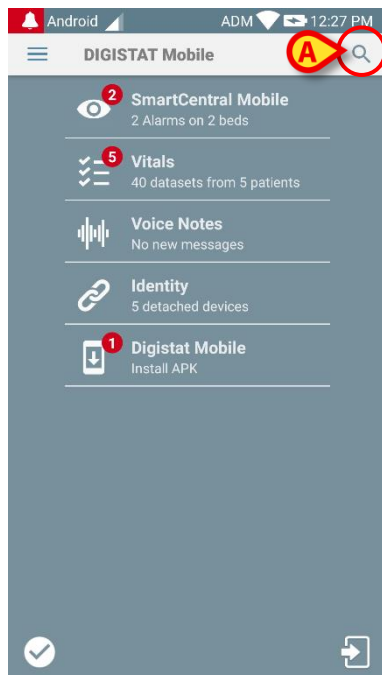 Android ADM 12:27 PM
DIGISTAT Mobile A
2 SmartCentral Mobile
2 Alarms on 2 beds
5 Vitals
40 datasets from 5 patients
Voice Notes
No new messages
Identity
5 detached devices
1 Digistat Mobile
Install APK